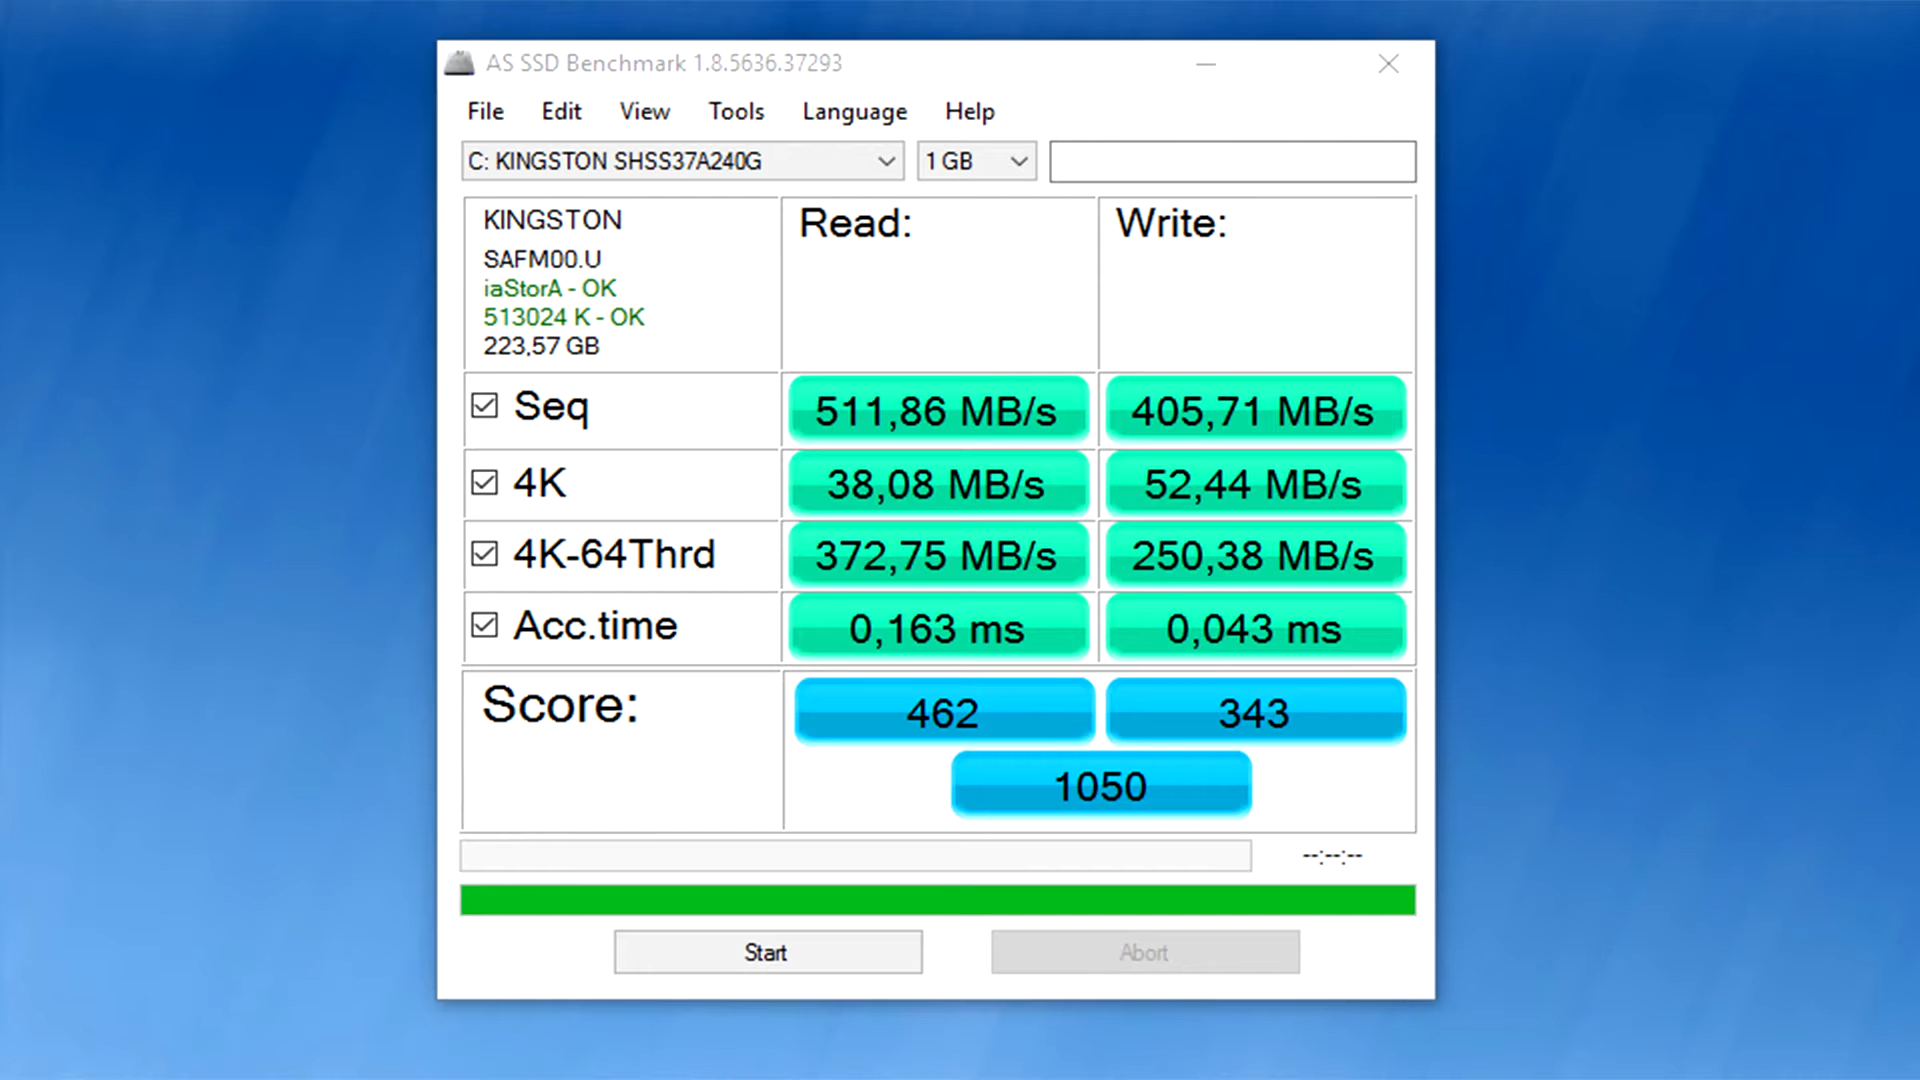 AS SSD Benchmark 1.8.5636.37293
File Edit View Tools Language Help
C: KINGSTON SHSS37A240G 1 GB
KINGSTON
SAFM00.U
iaStorA - OK
513024 K - OK
223,57 GB
Read: Write:
Seq 511,86 MB/s 405,71 MB/s
4K 38,08 MB/s 52,44 MB/s
4K-64Thrd 372,75 MB/s 250,38 MB/s
Acc.time 0,163 ms 0,043 ms
Score: 462 343
1050
--:--:--
Start Abort